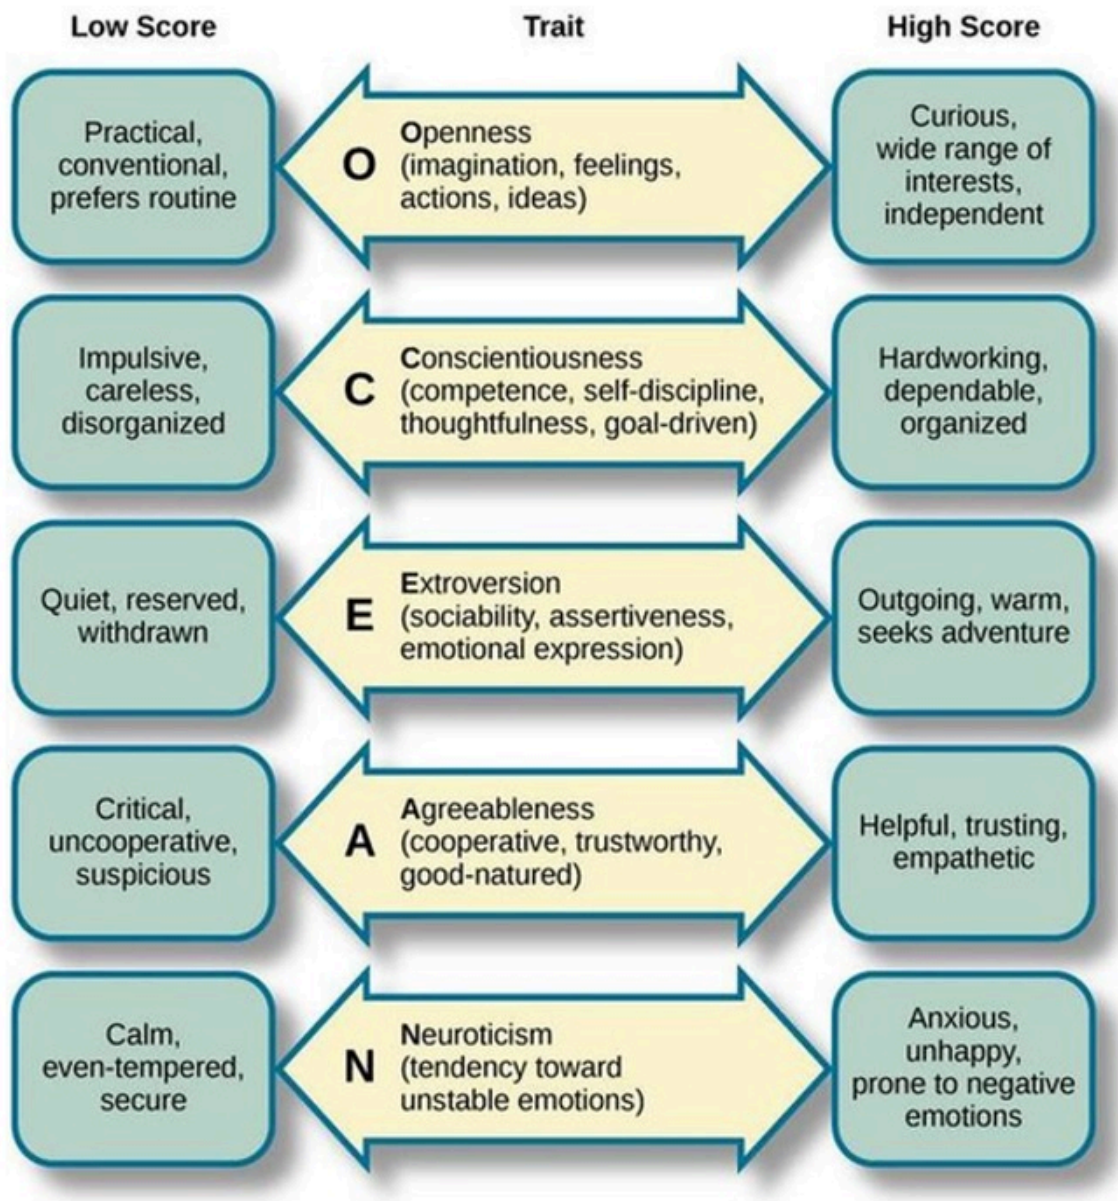 Low Score
Trait
High Score
Practical,
conventional,
prefers routine
O
Openness
(imagination, feelings,
actions, ideas)
Curious,
wide range of
interests,
independent
Impulsive,
careless,
disorganized
C
Conscientiousness
(competence, self-discipline,
thoughtfulness, goal-driven)
Hardworking,
dependable,
organized
Quiet, reserved,
withdrawn
E
Extroversion
(sociability, assertiveness,
emotional expression)
Outgoing, warm,
seeks adventure
Critical,
uncooperative,
suspicious
A
Agreeableness
(cooperative, trustworthy,
good-natured)
Helpful, trusting,
empathetic
Calm,
even-tempered,
secure
N
Neuroticism
(tendency toward
unstable emotions)
Anxious,
unhappy,
prone to negative
emotions